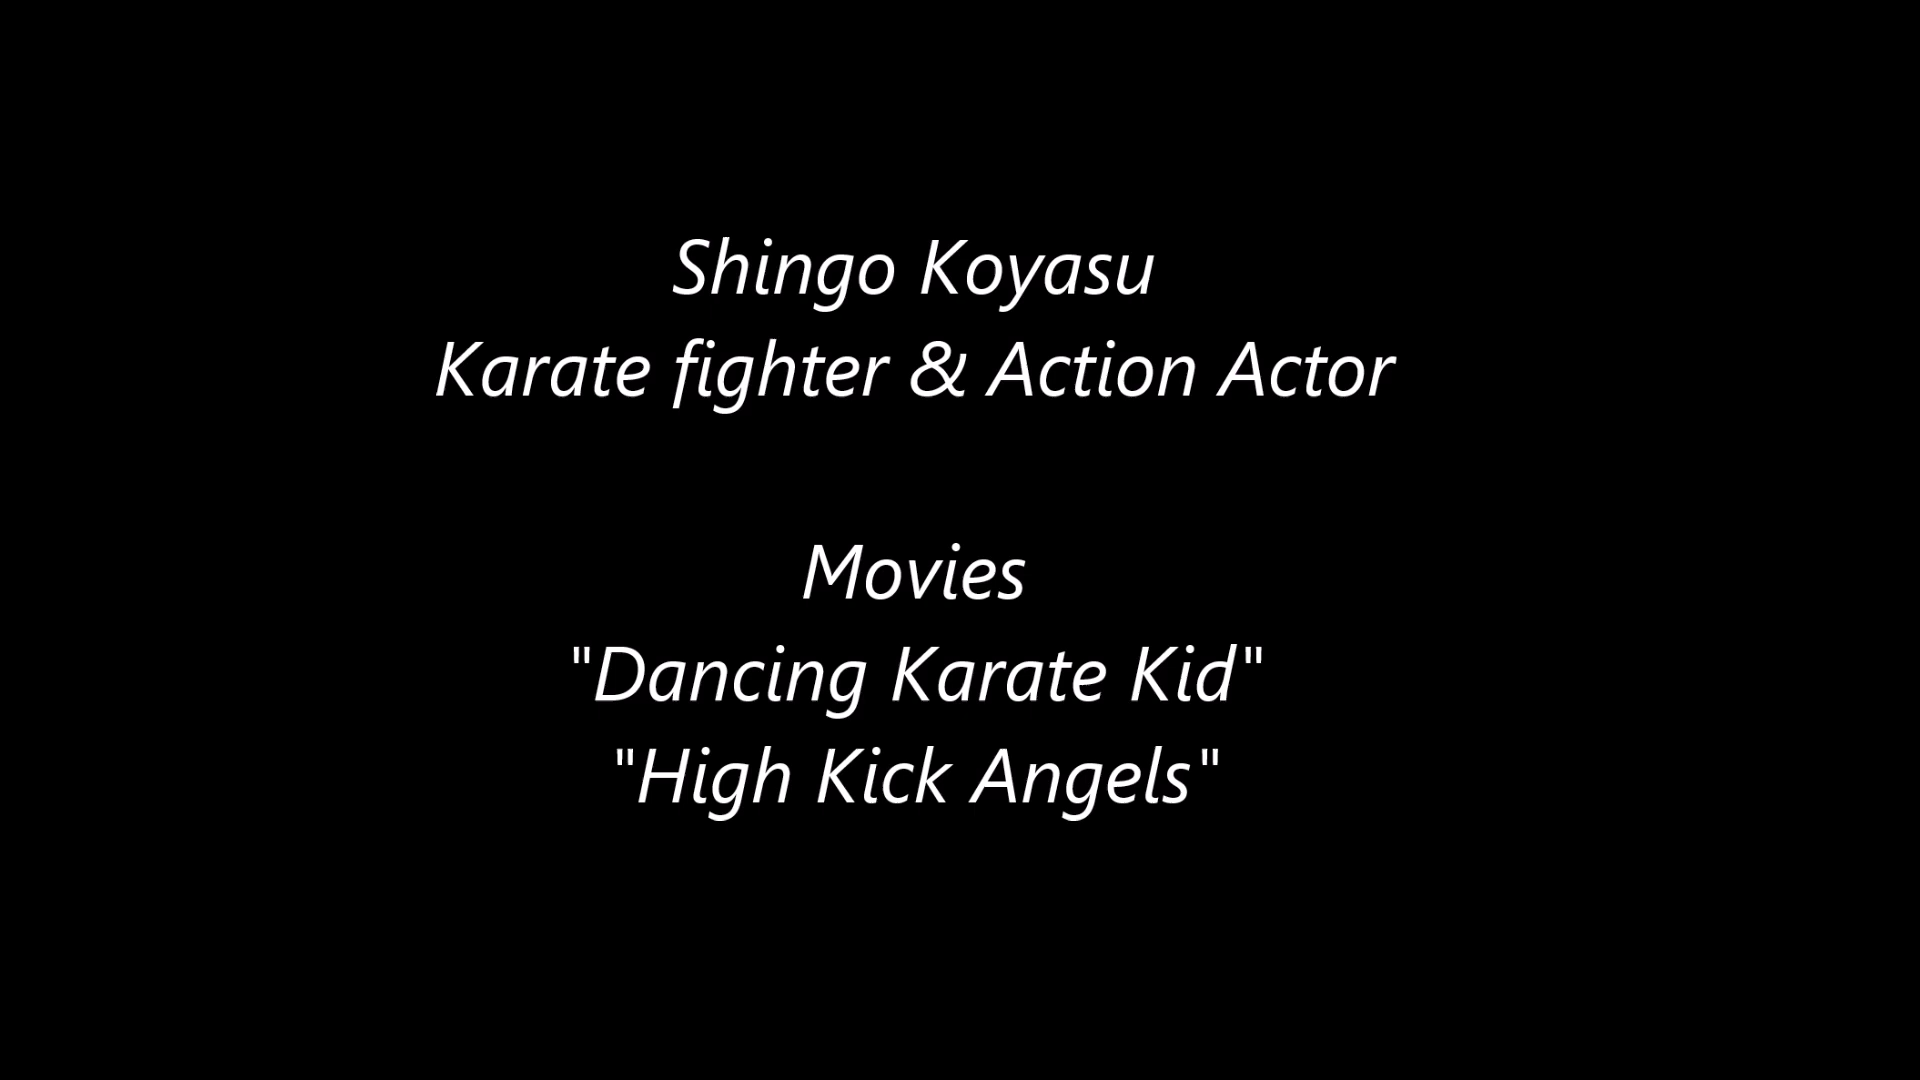 Shingo Koyasu
Karate fighter & Action Actor
Movies
"Dancing Karate Kid"
"High Kick Angels"